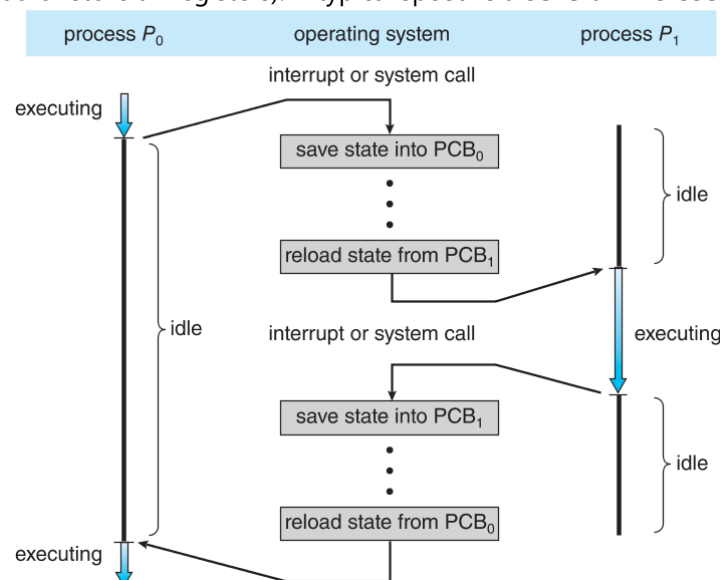 process P0 operating system process P1
interrupt or system call
executing
save state into PCB0
idle
reload state from PCB1
idle
interrupt or system call
executing
save state into PCB1
idle
reload state from PCB0
executing